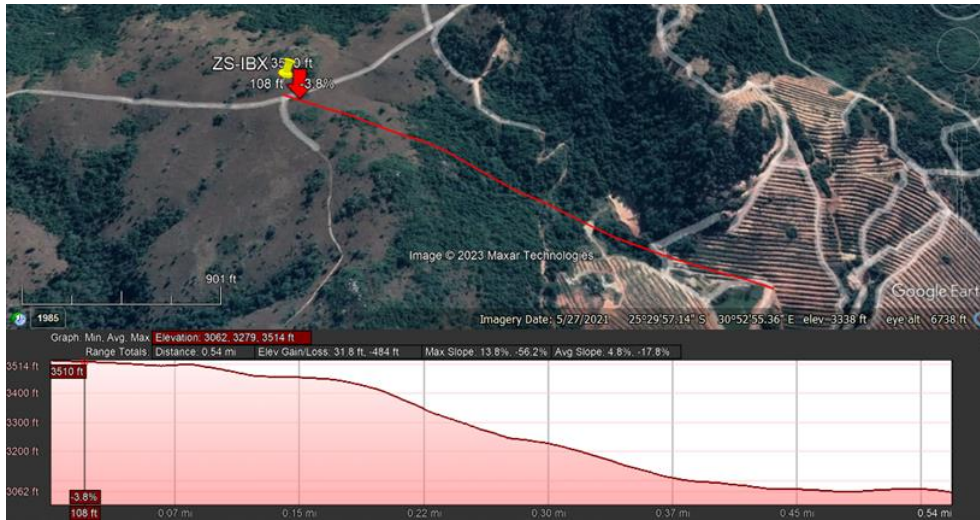 ZS-IBX 3510 ft
108 ft -3.8%
Image © 2023 Maxar Technologies
901 ft
Google Earth
1985
Imagery Date: 5/27/2021 25°29'57.14" S 30°52'55.36" E elev 3338 ft eye alt 6738 ft
Graph: Min, Avg, Max Elevation: 3062, 3279, 3514 ft
Range Totals: Distance: 0.54 mi Elev Gain/Loss: 31.8 ft, -484 ft Max Slope: 13.8%, -56.2% Avg Slope: 4.8%, -17.8%
3514 ft
3510 ft
3400 ft
3300 ft
3200 ft
3062 ft
-3.8%
108 ft 0.07 mi 0.15 mi 0.22 mi 0.30 mi 0.37 mi 0.45 mi 0.54 mi